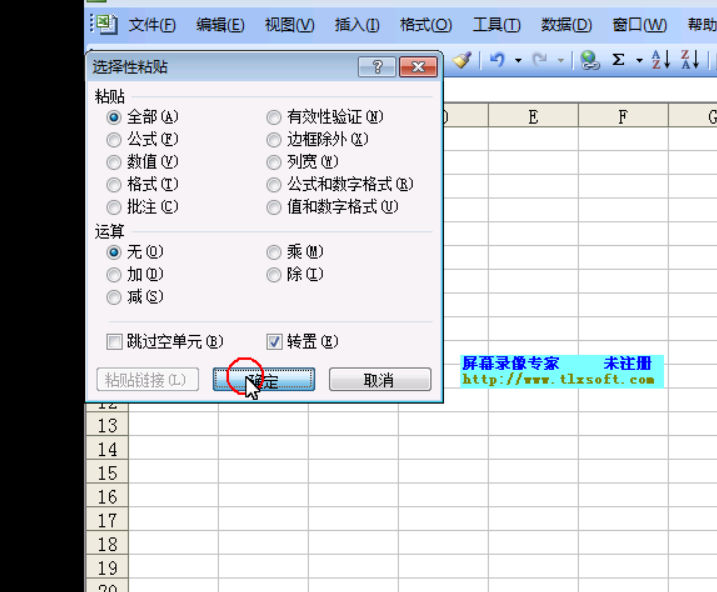 文件(F) 编辑(E) 视图(V) 插入(I) 格式(O) 工具(T) 数据(D) 窗口(W) 帮助
选择性粘贴
粘贴
全部(A) 有效性验证(N)
公式(F) 边框除外(X)
数值(V) 列宽(W)
格式(T) 公式和数字格式(R)
批注(C) 值和数字格式(U)
运算
无(O) 乘(M)
加(D) 除(I)
减(S)
跳过空单元(B) 转置(E)
粘贴链接(L) 确定 取消
E F G
屏幕录像专家 未注册
http://www.tlxsoft.com
12
13
14
15
16
17
18
19
20